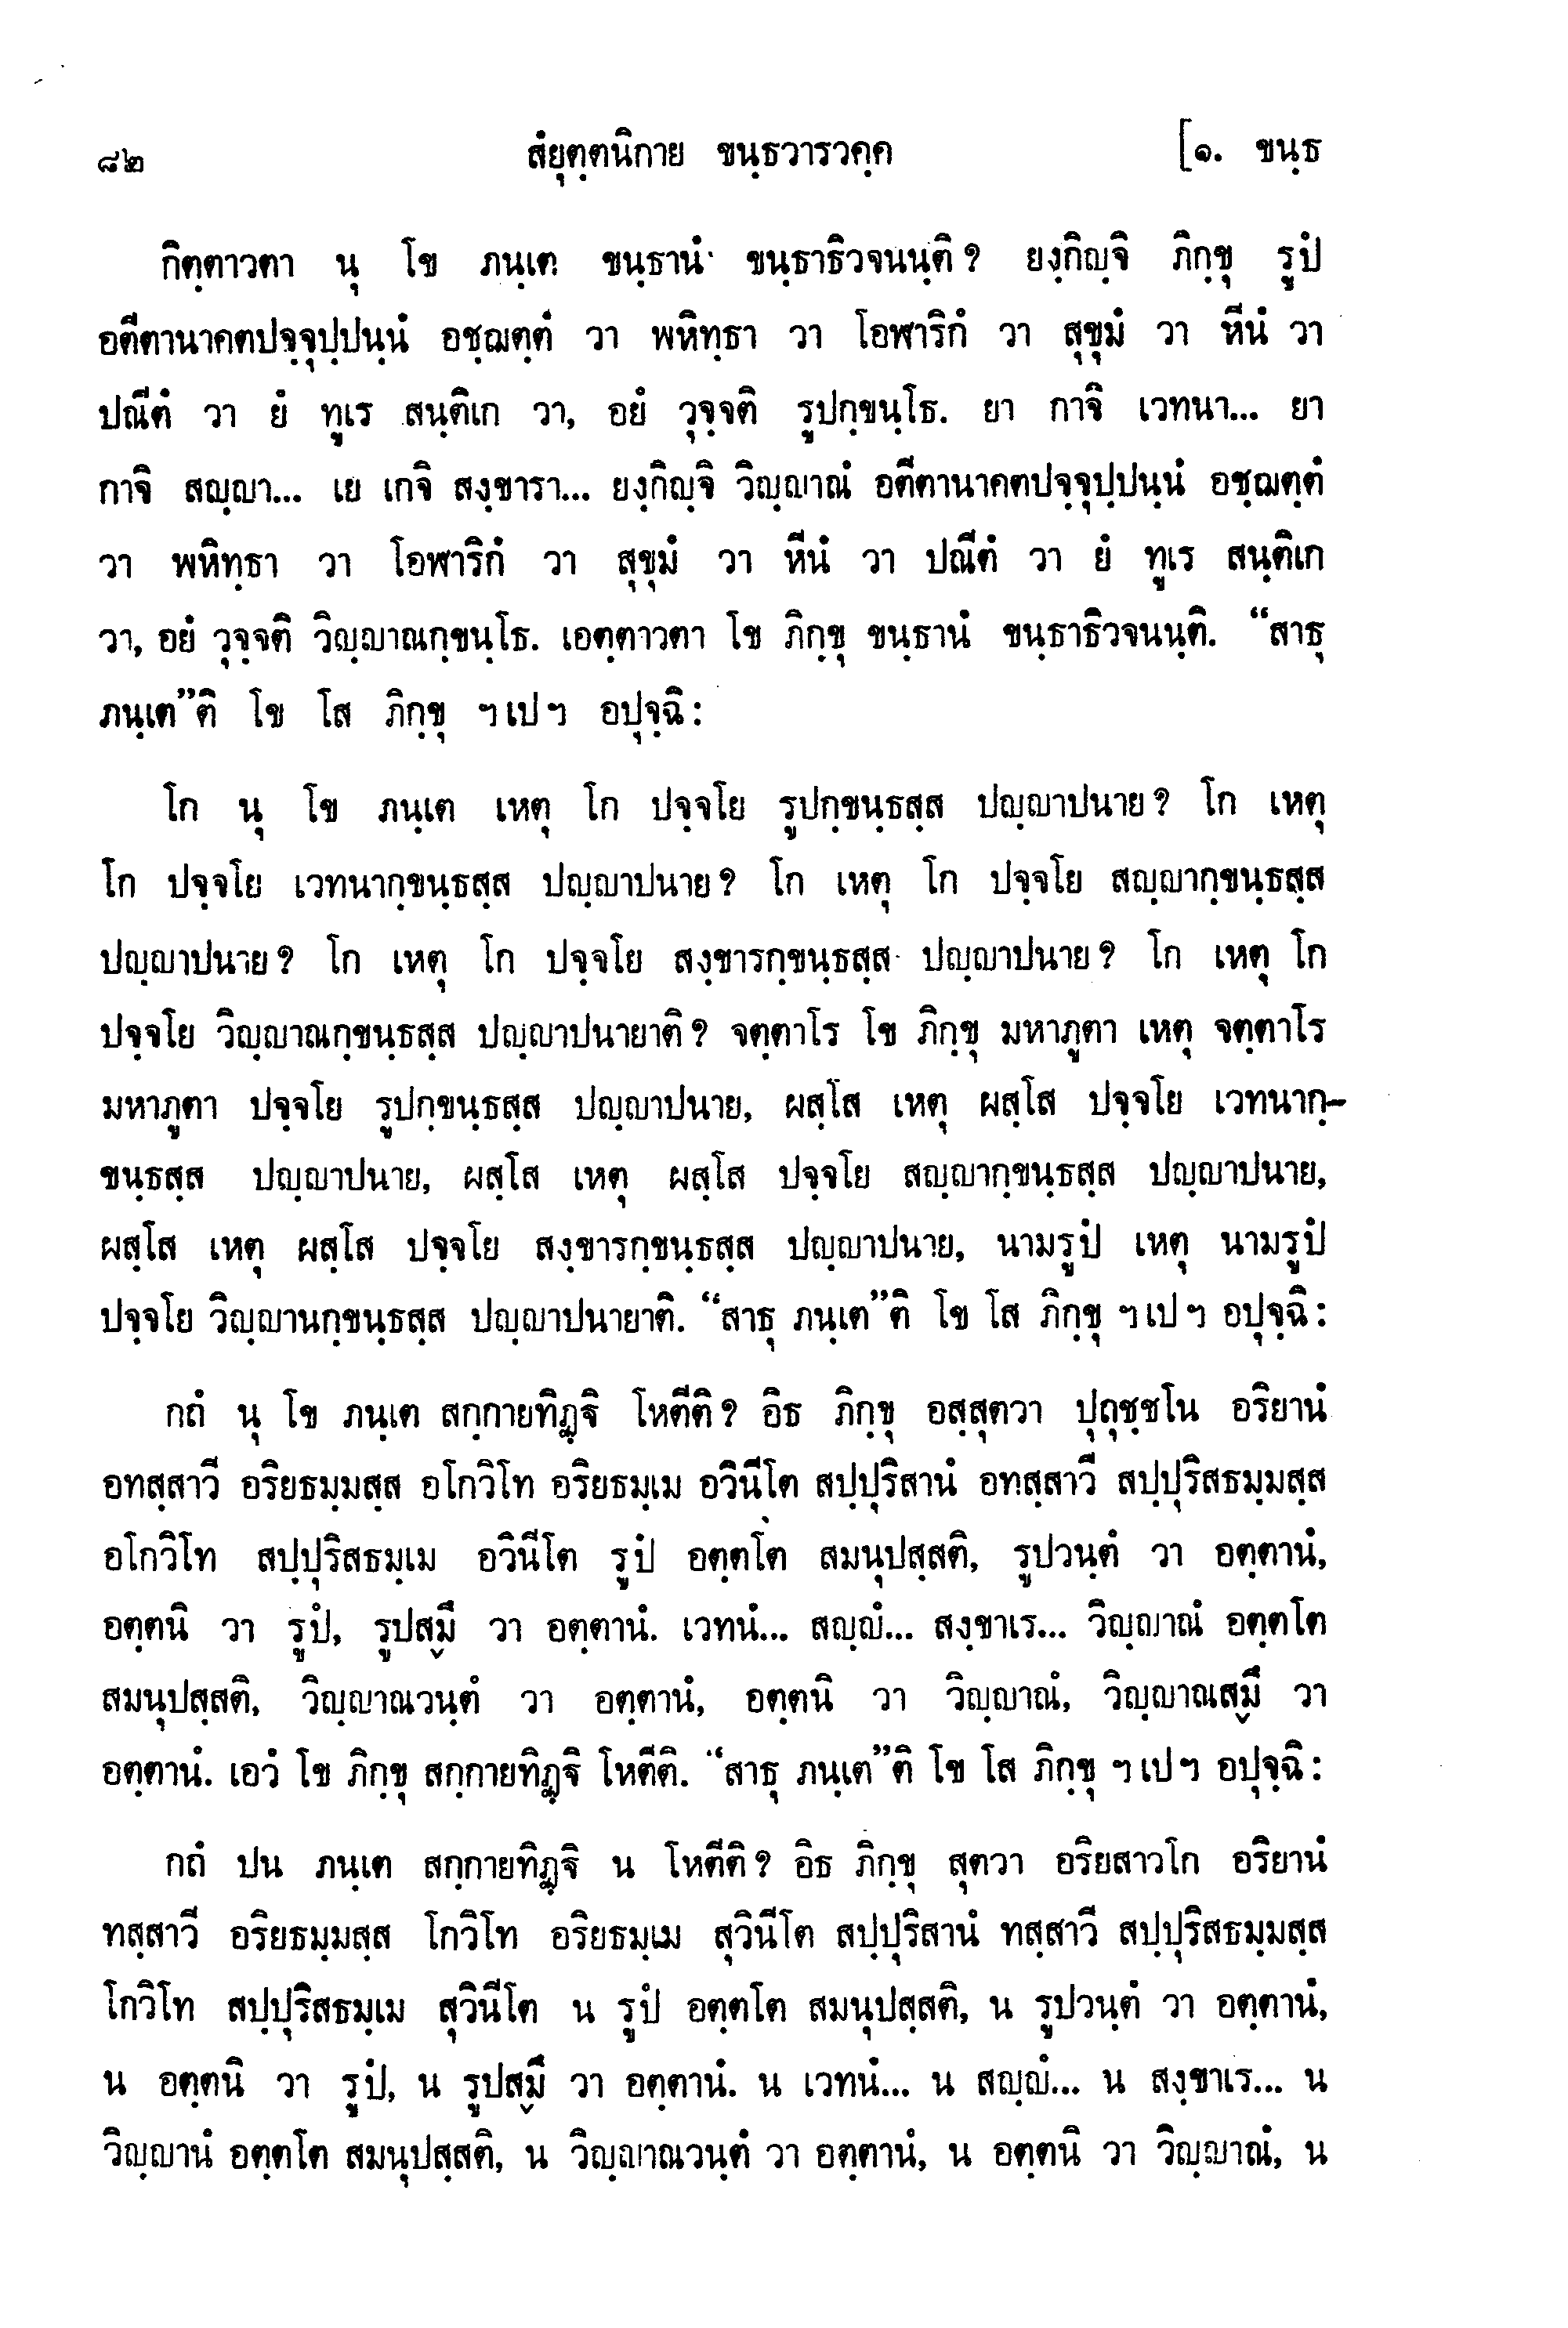 ๘๒ สํยุตฺตนิกาย ขนฺธวารวคฺค [๑. ขนฺธ
กิตฺตาวตา นุ โข ภนฺเต ขนฺธานํ ขนฺธาธิวจนนฺติ? ยงฺกิญฺจิ ภิกฺขุ รูปํ
อตีตานาคตปจฺจุปฺปนฺนํ อชฺฌตฺตํ วา พหิทฺธา วา โอฬาริกํ วา สุขุมํ วา หีนํ วา
ปณีตํ วา ยํ ทูเร สนฺติเก วา, อยํ วุจฺจติ รูปกฺขนฺโธ. ยา กาจิ เวทนา... ยา
กาจิ สญฺญา... เย เกจิ สงฺขารา... ยงฺกิญฺจิ วิญฺญาณํ อตีตานาคตปจฺจุปฺปนฺนํ อชฺฌตฺตํ
วา พหิทฺธา วา โอฬาริกํ วา สุขุมํ วา หีนํ วา ปณีตํ วา ยํ ทูเร สนฺติเก
วา, อยํ วุจฺจติ วิญฺญาณกฺขนฺโธ. เอตฺตาวตา โข ภิกฺขุ ขนฺธานํ ขนฺธาธิวจนนฺติ. “สาธุ
ภนฺเต”ติ โข โส ภิกฺขุ ฯเปฯ อปุจฺฉิ:
โก นุ โข ภนฺเต เหตุ โก ปจฺจโย รูปกฺขนฺธสฺส ปญฺญาปนาย? โก เหตุ
โก ปจฺจโย เวทนากฺขนฺธสฺส ปญฺญาปนาย? โก เหตุ โก ปจฺจโย สญฺญากฺขนฺธสฺส
ปญฺญาปนาย? โก เหตุ โก ปจฺจโย สงฺขารกฺขนฺธสฺส ปญฺญาปนาย? โก เหตุ โก
ปจฺจโย วิญฺญาณกฺขนฺธสฺส ปญฺญาปนายาติ? จตฺตาโร โข ภิกฺขุ มหาภูตา เหตุ จตฺตาโร
มหาภูตา ปจฺจโย รูปกฺขนฺธสฺส ปญฺญาปนาย, ผสฺโส เหตุ ผสฺโส ปจฺจโย เวทนากฺ-
ขนฺธสฺส ปญฺญาปนาย, ผสฺโส เหตุ ผสฺโส ปจฺจโย สญฺญากฺขนฺธสฺส ปญฺญาปนาย,
ผสฺโส เหตุ ผสฺโส ปจฺจโย สงฺขารกฺขนฺธสฺส ปญฺญาปนาย, นามรูปํ เหตุ นามรูปํ
ปจฺจโย วิญฺญานกฺขนฺธสฺส ปญฺญาปนายาติ. “สาธุ ภนฺเต”ติ โข โส ภิกฺขุ ฯเปฯ อปุจฺฉิ:
กถํ นุ โข ภนฺเต สกฺกายทิฏฺฐิ โหตีติ? อิธ ภิกฺขุ อสฺสุตวา ปุถุชฺชโน อริยานํ
อทสฺสาวี อริยธมฺมสฺส อโกวิโท อริยธมฺเม อวินีโต สปฺปุริสานํ อทสฺสาวี สปฺปุริสธมฺมสฺส
อโกวิโท สปฺปุริสธมฺเม อวินีโต รูปํ อตฺตโต สมนุปสฺสติ, รูปวนฺตํ วา อตฺตานํ,
อตฺตนิ วา รูปํ, รูปสฺมึ วา อตฺตานํ. เวทนํ... สญฺญํ... สงฺขาเร... วิญฺญาณํ อตฺตโต
สมนุปสฺสติ, วิญฺญาณวนฺตํ วา อตฺตานํ, อตฺตนิ วา วิญฺญาณํ, วิญฺญาณสฺมึ วา
อตฺตานํ. เอวํ โข ภิกฺขุ สกฺกายทิฏฺฐิ โหตีติ. “สาธุ ภนฺเต”ติ โข โส ภิกฺขุ ฯเปฯ อปุจฺฉิ:
กถํ ปน ภนฺเต สกฺกายทิฏฺฐิ น โหตีติ? อิธ ภิกฺขุ สุตวา อริยสาวโก อริยานํ
ทสฺสาวี อริยธมฺมสฺส โกวิโท อริยธมฺเม สุวินีโต สปฺปุริสานํ ทสฺสาวี สปฺปุริสธมฺมสฺส
โกวิโท สปฺปุริสธมฺเม สุวินีโต น รูปํ อตฺตโต สมนุปสฺสติ, น รูปวนฺตํ วา อตฺตานํ,
น อตฺตนิ วา รูปํ, น รูปสฺมึ วา อตฺตานํ. น เวทนํ... น สญฺญํ... น สงฺขาเร... น
วิญฺญานํ อตฺตโต สมนุปสฺสติ, น วิญฺญาณวนฺตํ วา อตฺตานํ, น อตฺตนิ วา วิญฺญาณํ, น